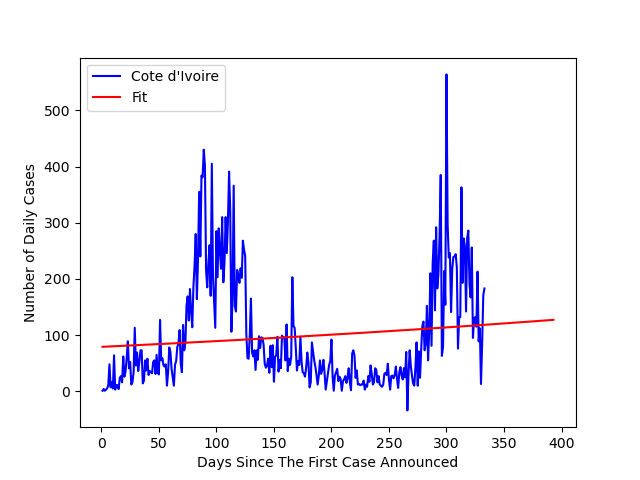 Cote d'Ivoire
Fit
Number of Daily Cases
500
400
300
200
100
0
0 50 100 150 200 250 300 350 400
Days Since The First Case Announced